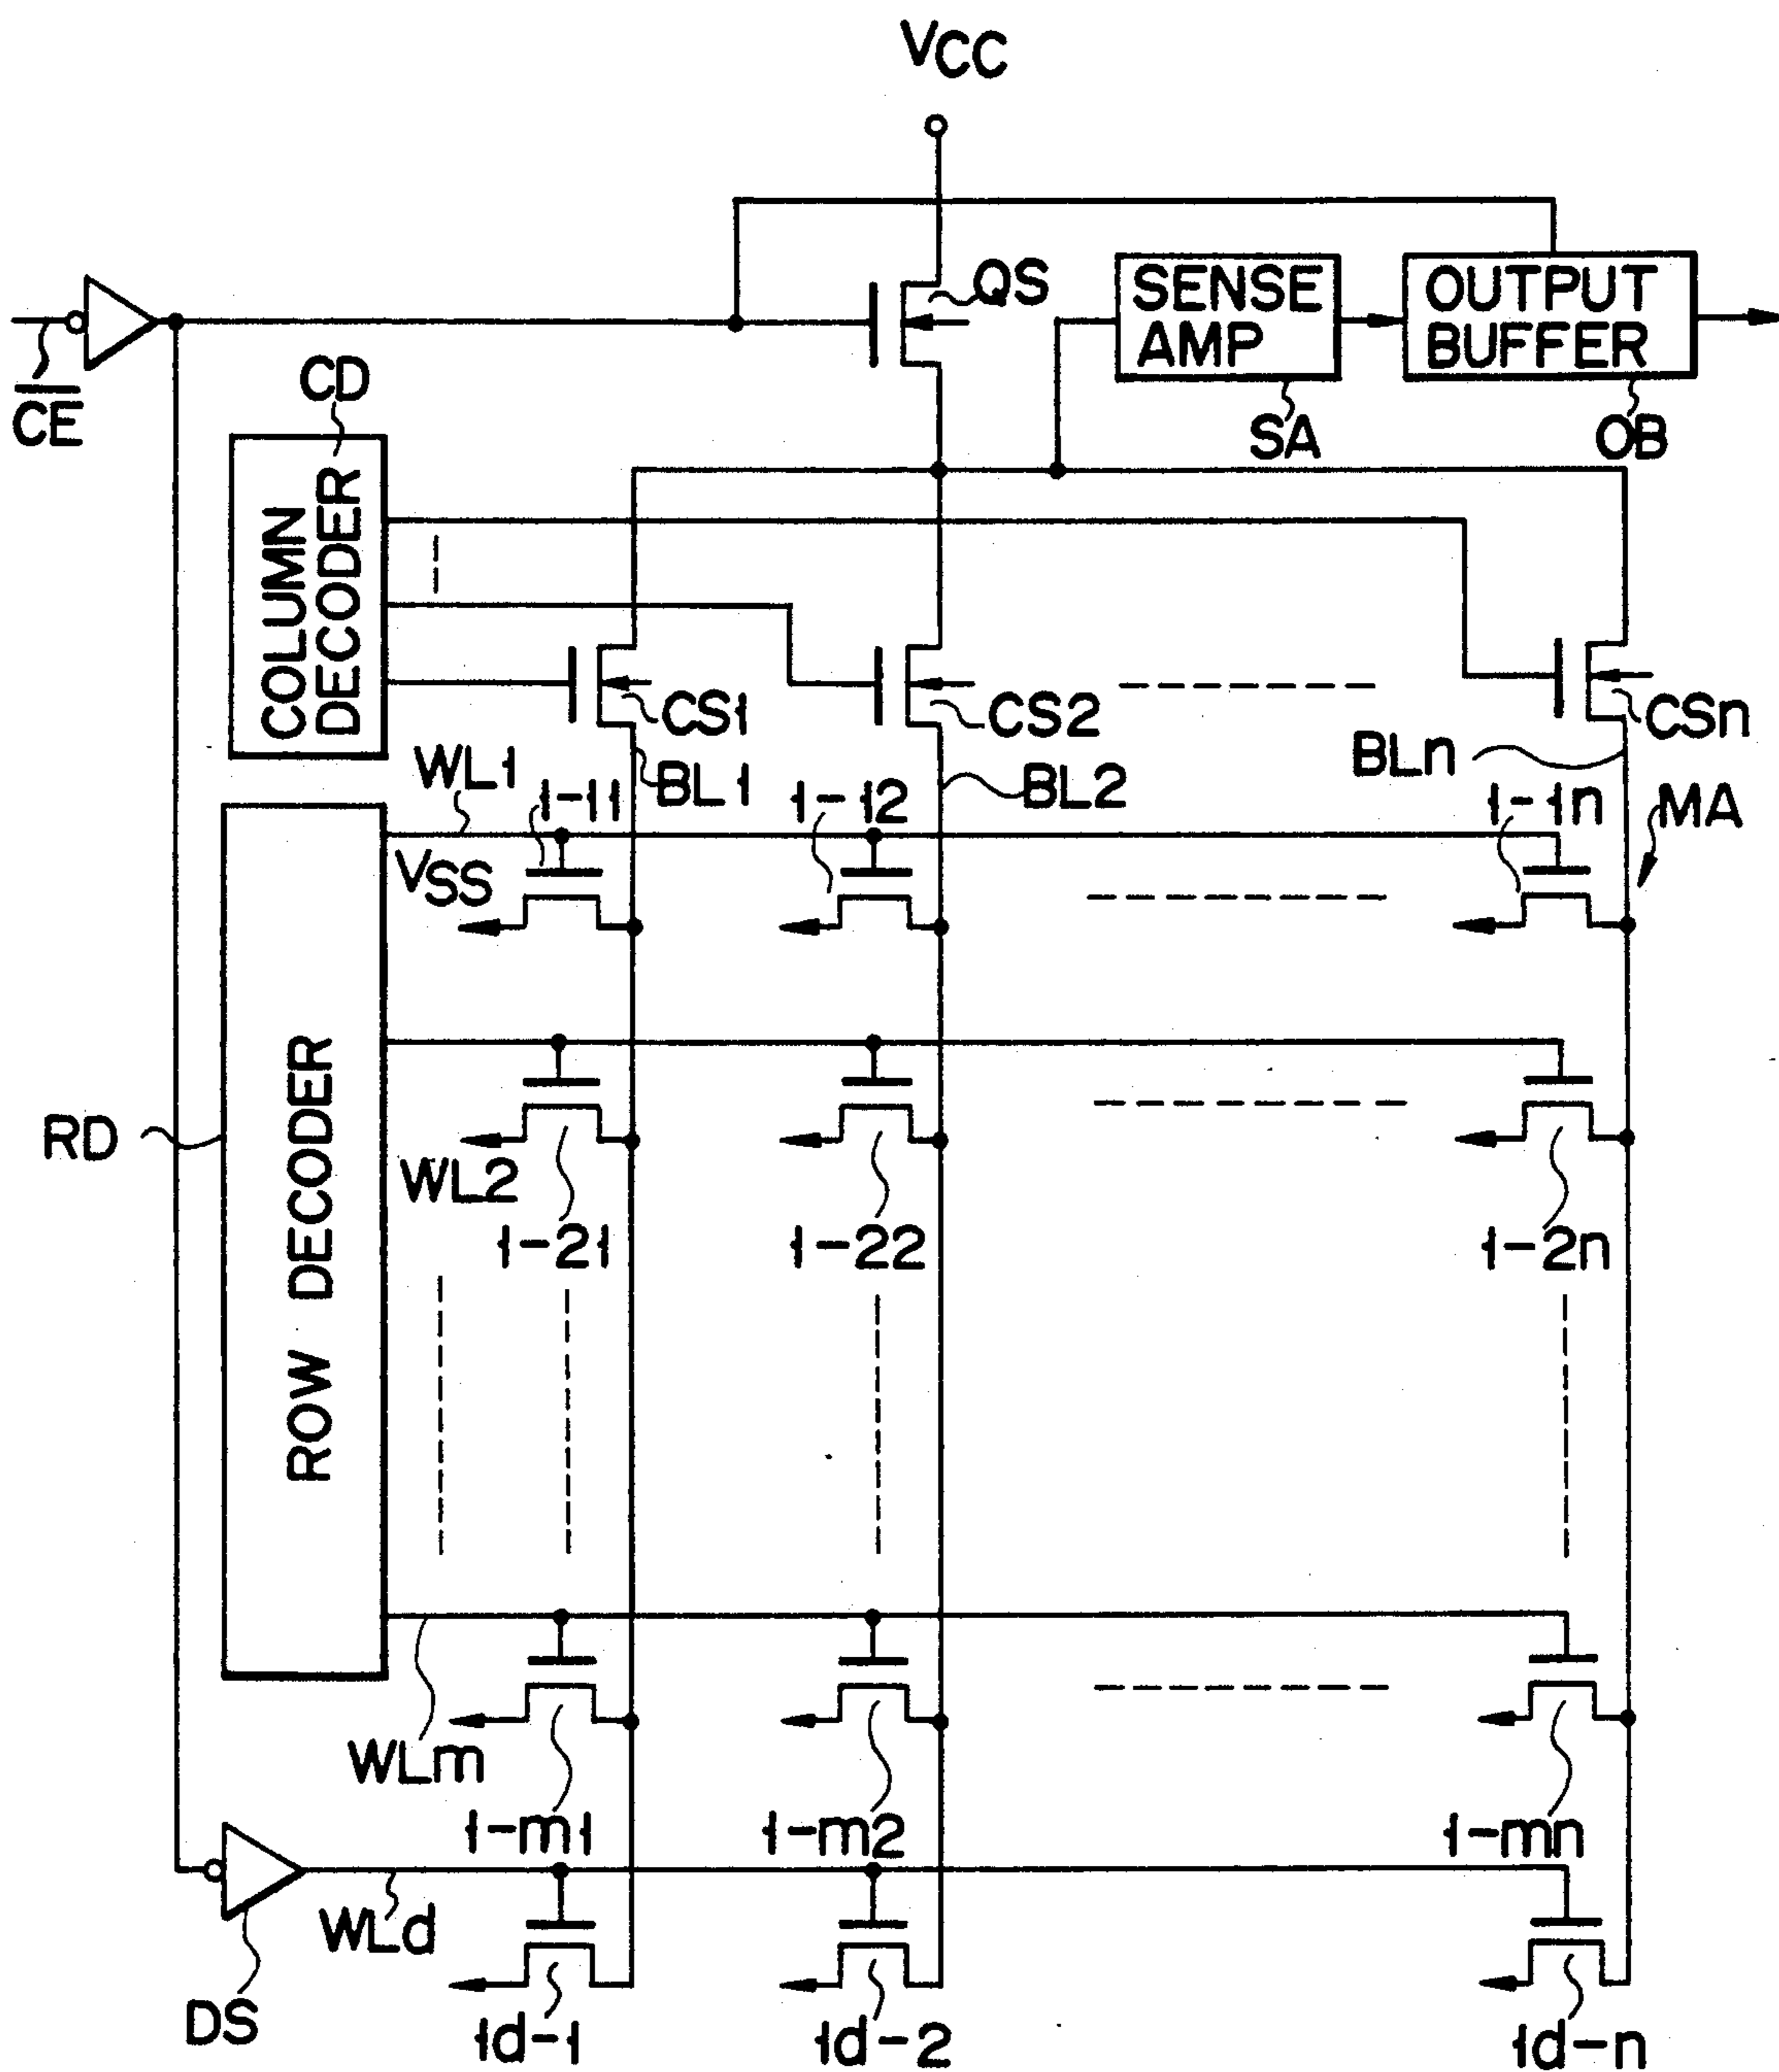 VCC
QS
SENSE AMP
OUTPUT BUFFER
CE
CD
SA
OB
COLUMN DECODER
CS1
CS2
CSn
WL1
1-11
BL1
1-12
BL2
BLn
1-1n
MA
VSS
ROW DECODER
RD
WL2
1-21
1-22
1-2n
WLm
1-m1
1-m2
1-mn
WLd
DS
1d-1
1d-2
1d-n